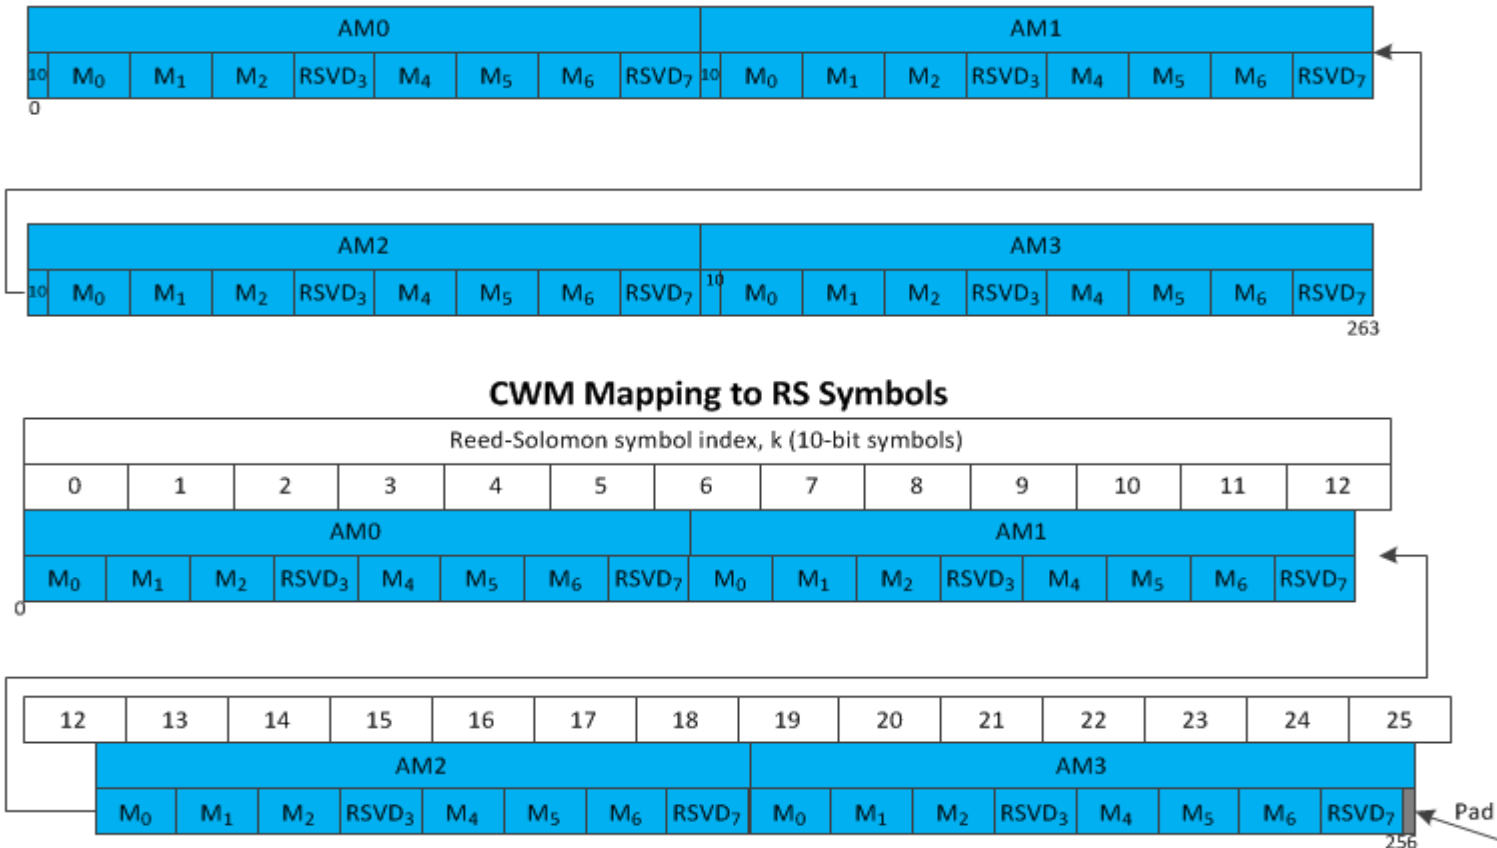 AM0 AM1
10 M₀ M₁ M₂ RSVD₃ M₄ M₅ M₆ RSVD₇ 10 M₀ M₁ M₂ RSVD₃ M₄ M₅ M₆ RSVD₇
0
AM2 AM3
10 M₀ M₁ M₂ RSVD₃ M₄ M₅ M₆ RSVD₇ 10 M₀ M₁ M₂ RSVD₃ M₄ M₅ M₆ RSVD₇
263
CWM Mapping to RS Symbols
Reed-Solomon symbol index, k (10-bit symbols)
0 1 2 3 4 5 6 7 8 9 10 11 12
AM0 AM1
M₀ M₁ M₂ RSVD₃ M₄ M₅ M₆ RSVD₇ M₀ M₁ M₂ RSVD₃ M₄ M₅ M₆ RSVD₇
0
12 13 14 15 16 17 18 19 20 21 22 23 24 25
AM2 AM3
M₀ M₁ M₂ RSVD₃ M₄ M₅ M₆ RSVD₇ M₀ M₁ M₂ RSVD₃ M₄ M₅ M₆ RSVD₇ Pad
256